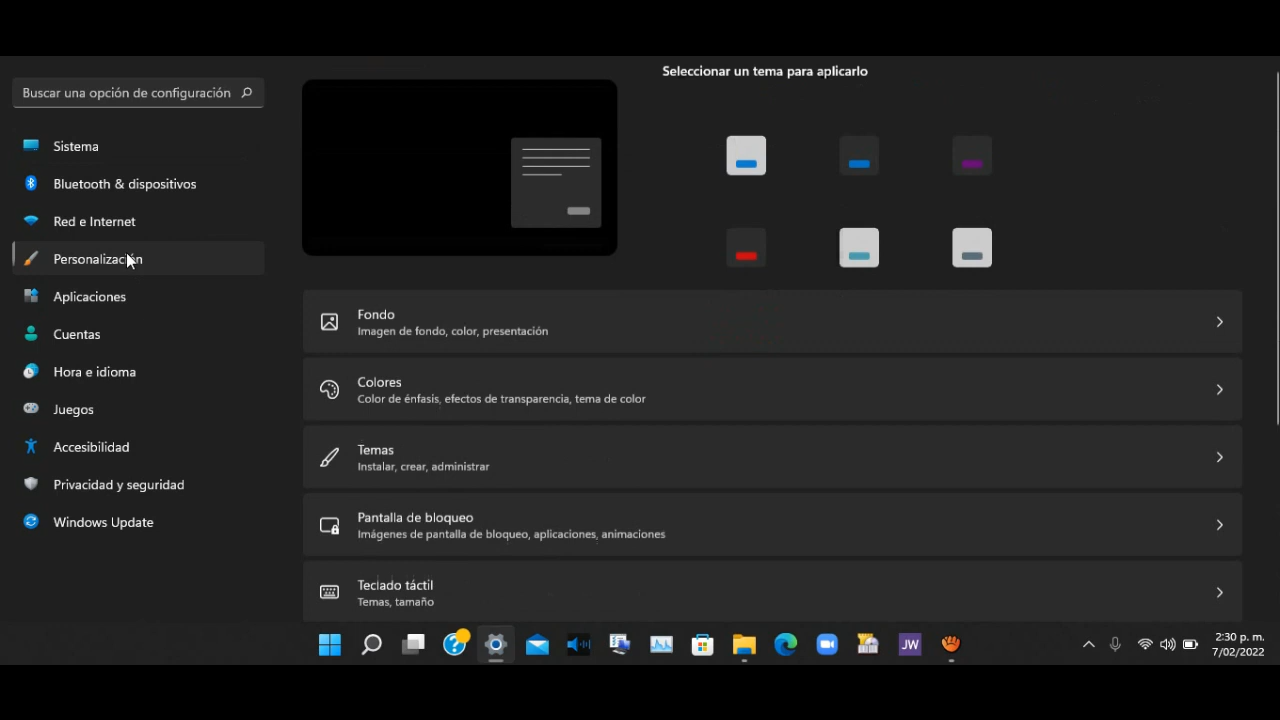 Seleccionar un tema para aplicarlo
Buscar una opción de configuración
Sistema
Bluetooth & dispositivos
Red e Internet
Personalización
Aplicaciones
Cuentas
Hora e idioma
Juegos
Accesibilidad
Privacidad y seguridad
Windows Update
Fondo
Imagen de fondo, color, presentación
Colores
Color de énfasis, efectos de transparencia, tema de color
Temas
Instalar, crear, administrar
Pantalla de bloqueo
Imágenes de pantalla de bloqueo, aplicaciones, animaciones
Teclado táctil
Temas, tamaño
JW
2:30 p. m.
7/02/2022